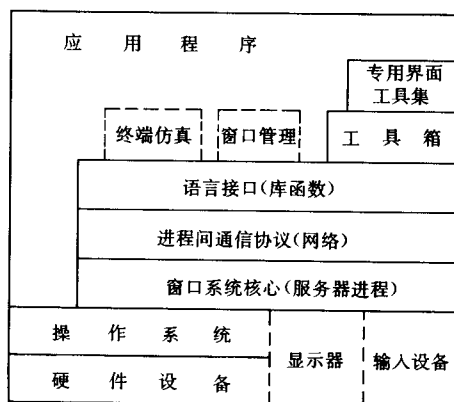 应用程序
专用界面
工具集
终端仿真
窗口管理
工具箱
语言接口(库函数)
进程间通信协议(网络)
窗口系统核心(服务器进程)
操作系统
显示器
输入设备
硬件设备